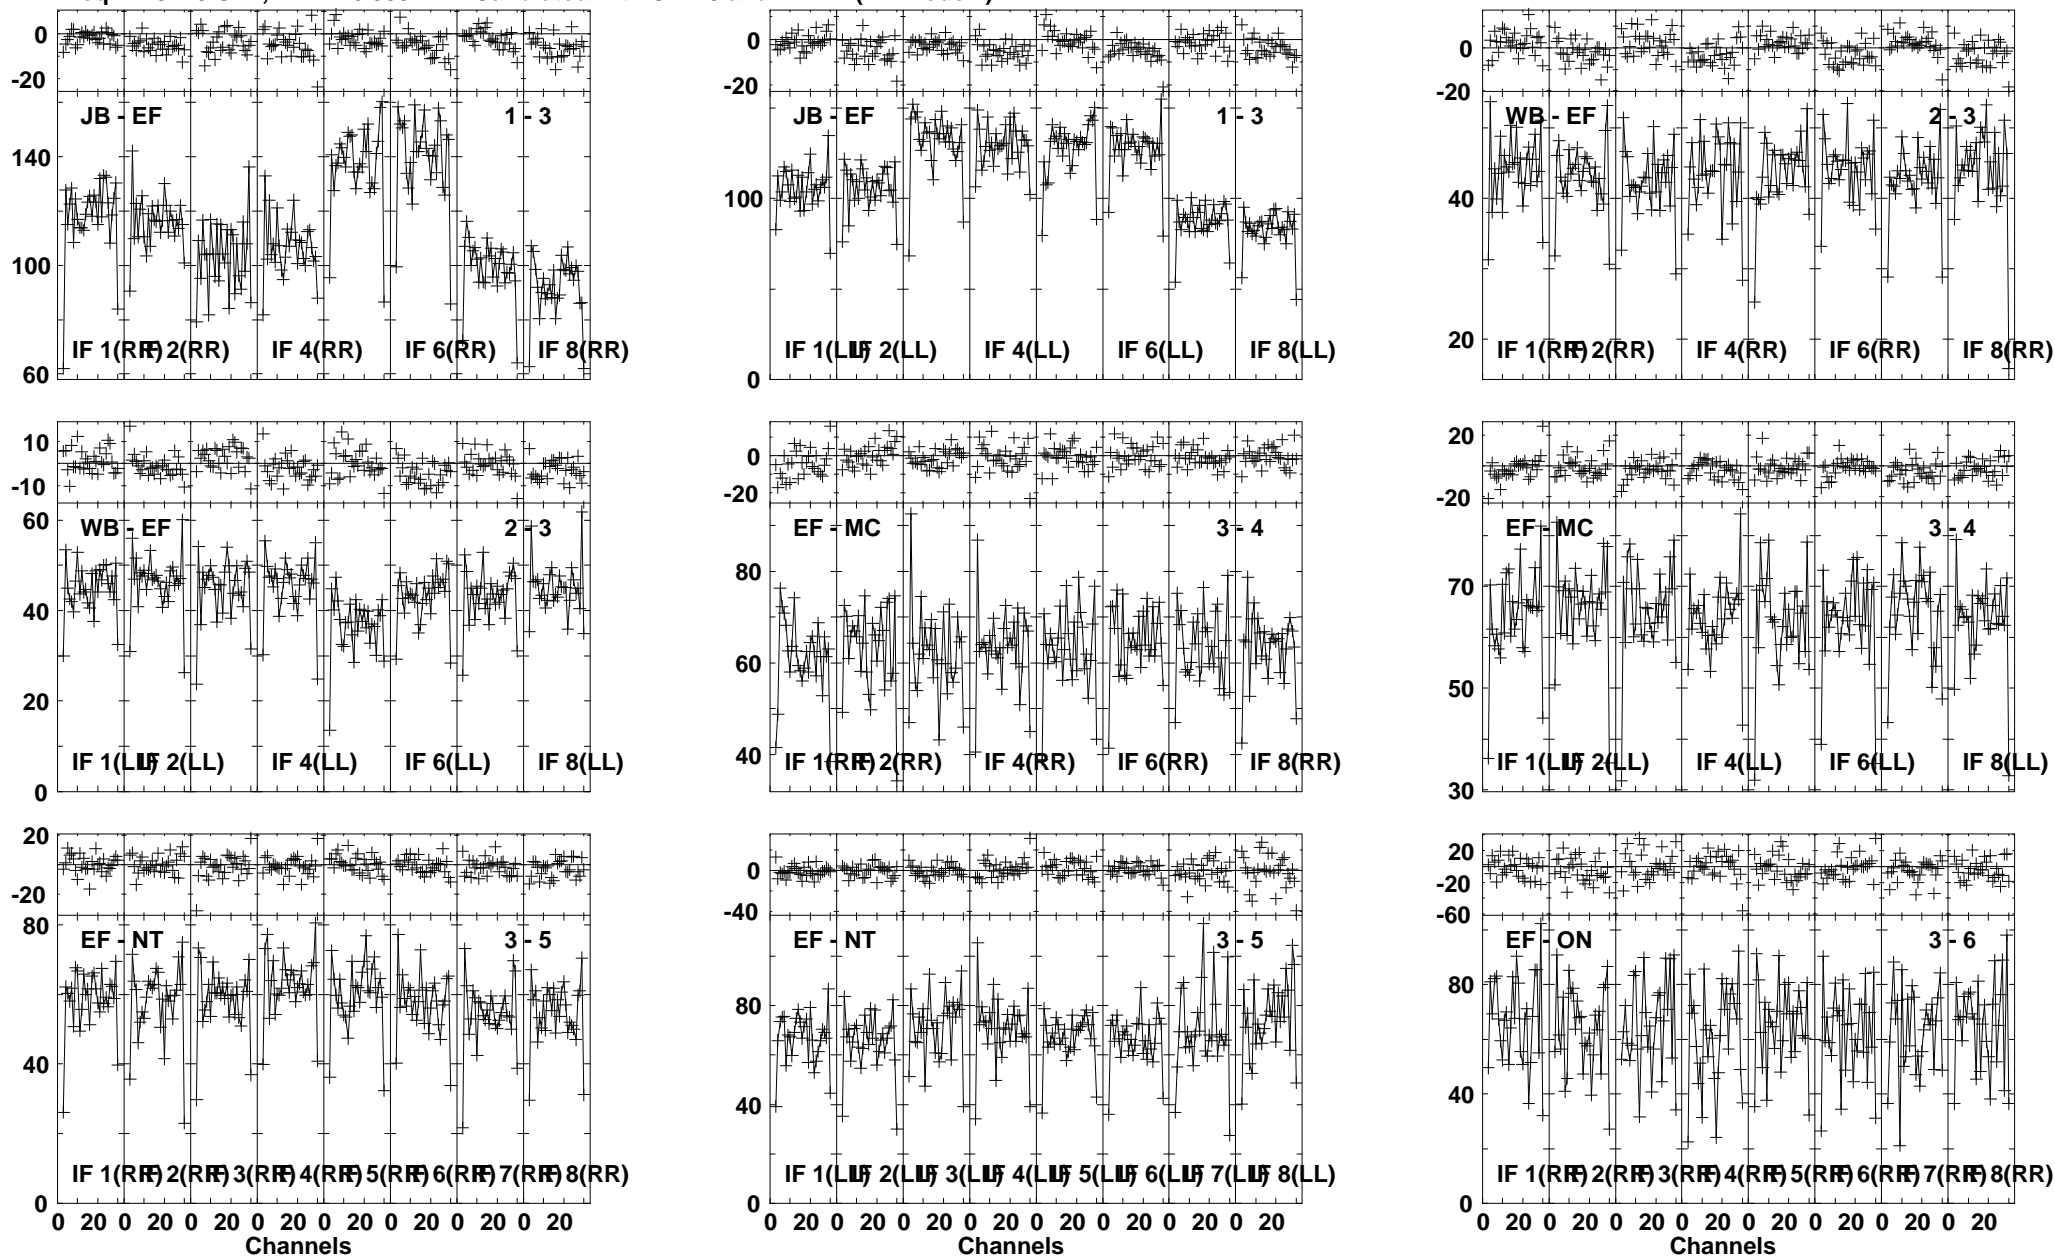 0 0 0
-20 -20 -20
JB - EF 1 - 3 JB - EF 1 - 3 WB - EF 2 - 3
140
100 100 40
20
IF 1(RR) IF 2(RR) IF 4(RR) IF 6(RR) IF 8(RR) IF 1(LL) IF 2(LL) IF 4(LL) IF 6(LL) IF 8(LL) IF 1(RR) IF 2(RR) IF 4(RR) IF 6(RR) IF 8(RR)
60 0
10 0 20
-10 -20 -20
60
WB - EF 2 - 3 EF - MC 3 - 4 EF - MC 3 - 4
40 80 70
20 60 50
40
IF 1(LL) IF 2(LL) IF 4(LL) IF 6(LL) IF 8(LL) IF 1(RR) IF 2(RR) IF 4(RR) IF 6(RR) IF 8(RR) IF 1(LL) IF 2(LL) IF 4(LL) IF 6(LL) IF 8(LL)
0 30
20 0 20
-20 -40 -20
-60
80
EF - NT 3 - 5 EF - NT 3 - 5 EF - ON 3 - 6
80 80
40 40 40
IF 1(RR) IF 2(RR) IF 3(RR) IF 4(RR) IF 5(RR) IF 6(RR) IF 7(RR) IF 8(RR) IF 1(LL) IF 2(LL) IF 3(LL) IF 4(LL) IF 5(LL) IF 6(LL) IF 7(LL) IF 8(LL) IF 1(RR) IF 2(RR) IF 3(RR) IF 4(RR) IF 5(RR) IF 6(RR) IF 7(RR) IF 8(RR)
0 0 0
0 20 0 20 0 20 0 20 0 20 0 20 0 20 0 20 0 20 0 20 0 20 0 20 0 20 0 20 0 20 0 20 0 20 0 20 0 20 0 20 0 20 0 20 0 20 0 20
Channels Channels Channels